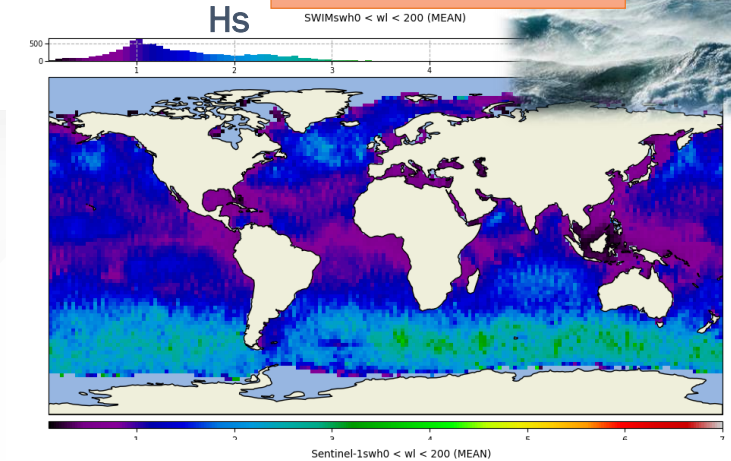 Hs
SWIMswh0 < wl < 200 (MEAN)
500
0
1 2 3 4
1 2 3 4 5 6 7
Sentinel-1swh0 < wl < 200 (MEAN)